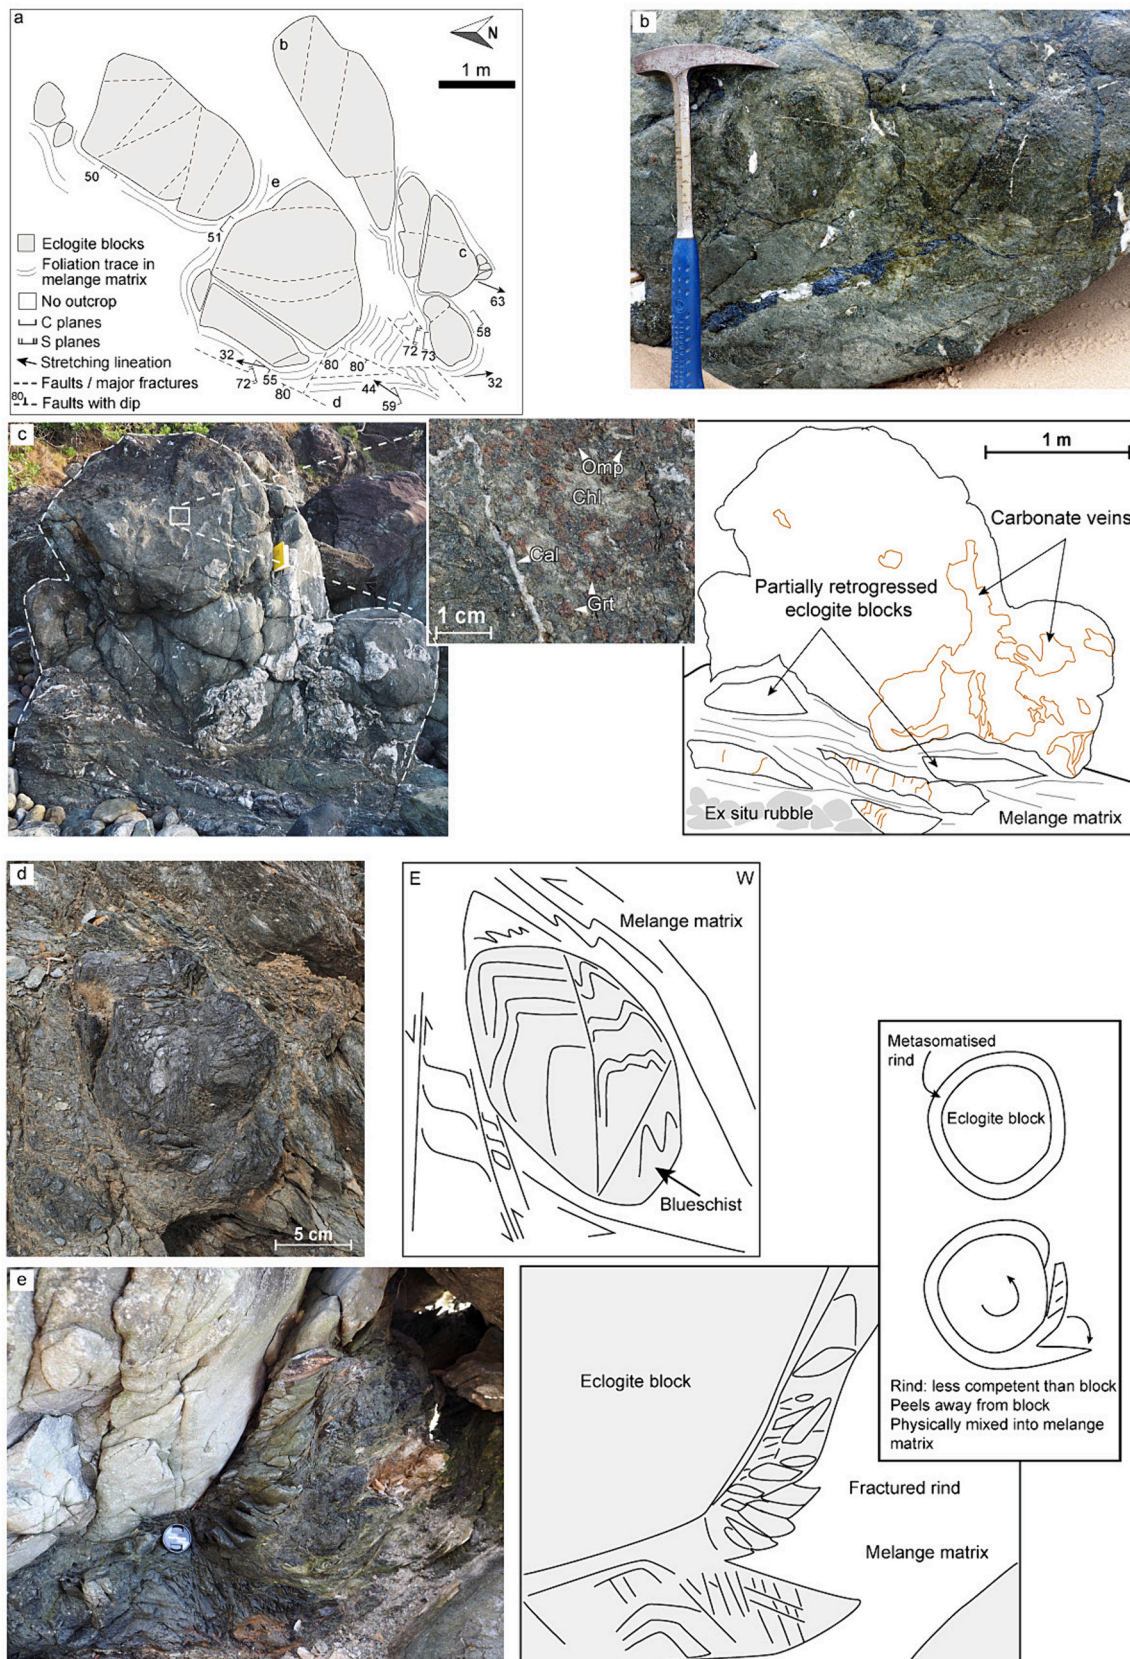 a
N
1 m
b
50
51
e
c
63
58
72
73
32
72
55
80
80
80
44
59
d
32
Eclogite blocks
Foliation trace in
melange matrix
No outcrop
C planes
S planes
Stretching lineation
Faults / major fractures
80
Faults with dip
b
c
Omp
Chl
Cal
Grt
1 cm
1 m
Carbonate veins
Partially retrogressed
eclogite blocks
Ex situ rubble
Melange matrix
d
5 cm
E
W
Melange matrix
Blueschist
Metasomatised
rind
Eclogite block
Rind: less competent than block
Peels away from block
Physically mixed into melange
matrix
e
Eclogite block
Fractured rind
Melange matrix